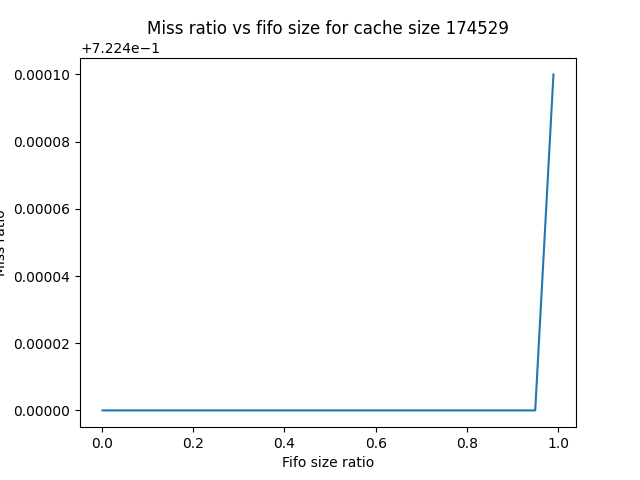 Miss ratio vs fifo size for cache size 174529
+7.224e−1
0.00010
0.00008
0.00006
0.00004
0.00002
0.00000
Miss ratio
0.0 0.2 0.4 0.6 0.8 1.0
Fifo size ratio